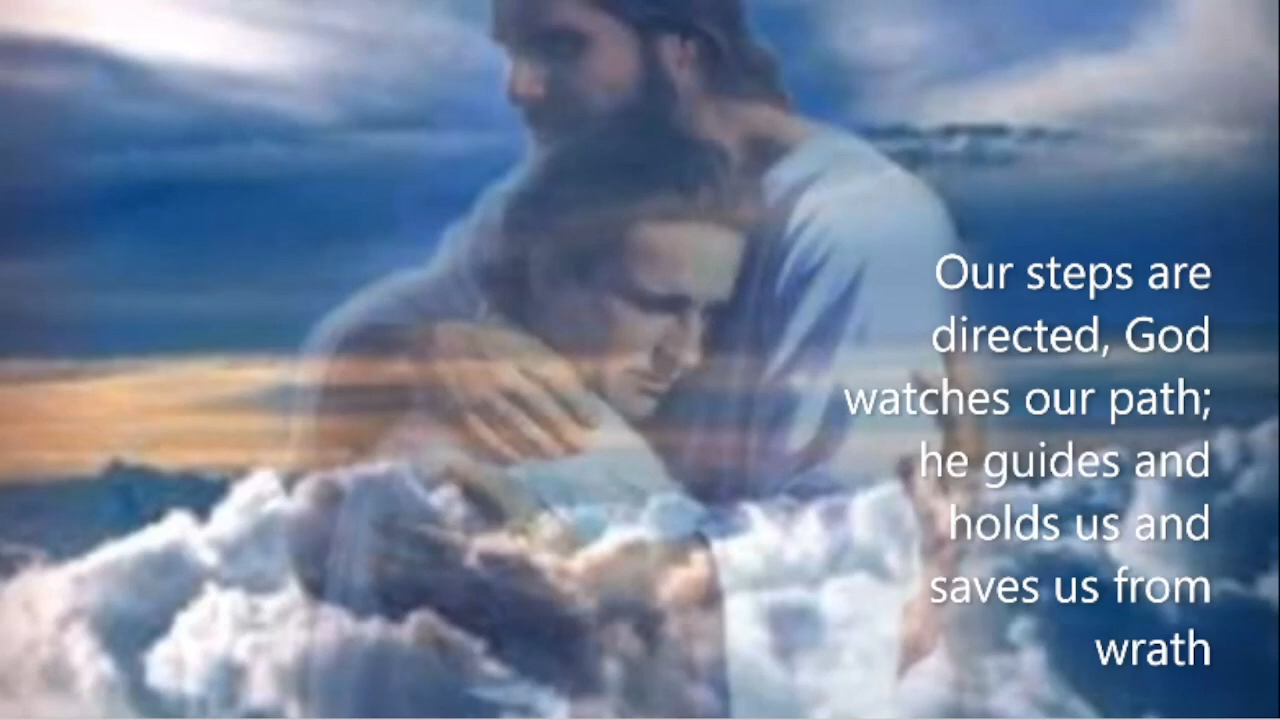 Our steps are
directed, God
watches our path;
he guides and
holds us and
saves us from
wrath